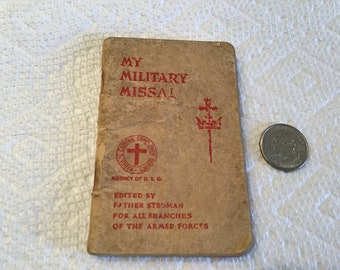 MY
MILITARY
MISSAL
AGENCY OF U.S.O.
EDITED BY
FATHER STEDMAN
FOR ALL BRANCHES
OF THE ARMED FORCES